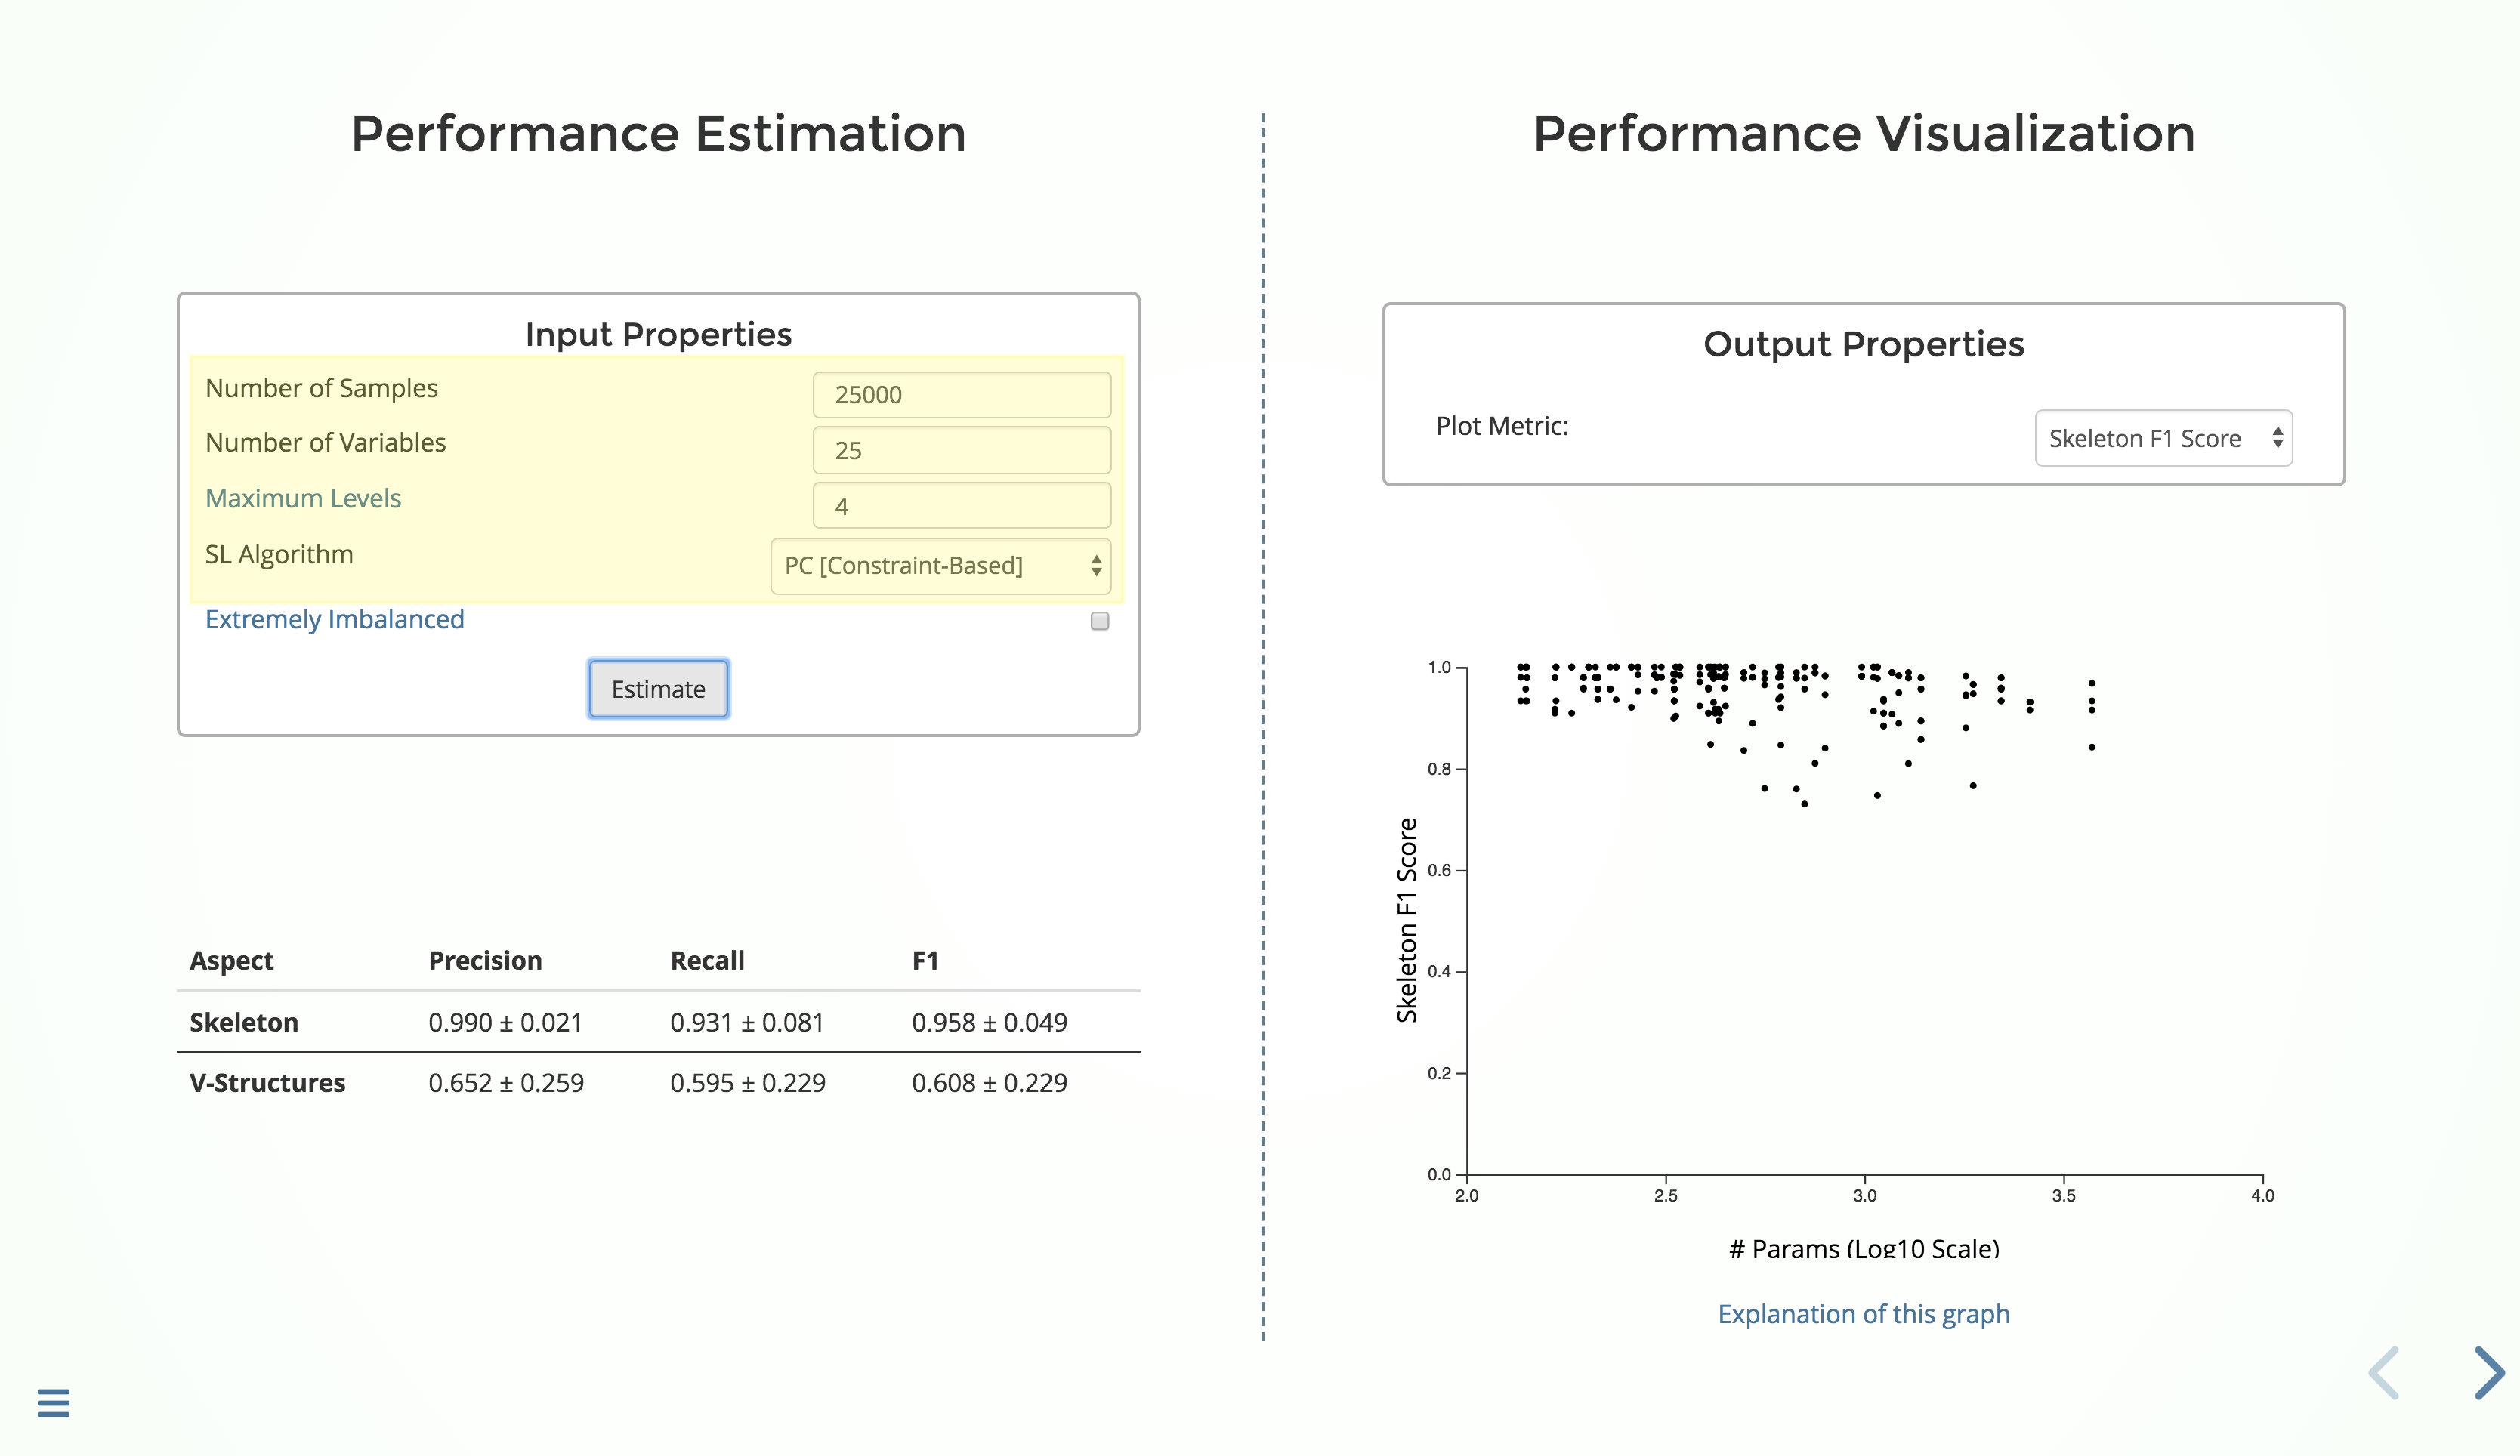 Performance Estimation
Input Properties
Number of Samples 25000
Number of Variables 25
Maximum Levels 4
SL Algorithm PC [Constraint-Based]
Extremely Imbalanced
Estimate
Aspect Precision Recall F1
Skeleton 0.990 ± 0.021 0.931 ± 0.081 0.958 ± 0.049
V-Structures 0.652 ± 0.259 0.595 ± 0.229 0.608 ± 0.229
Performance Visualization
Output Properties
Plot Metric: Skeleton F1 Score
Skeleton F1 Score
1.0
0.8
0.6
0.4
0.2
0.0
2.0 2.5 3.0 3.5 4.0
# Params (Log10 Scale)
Explanation of this graph